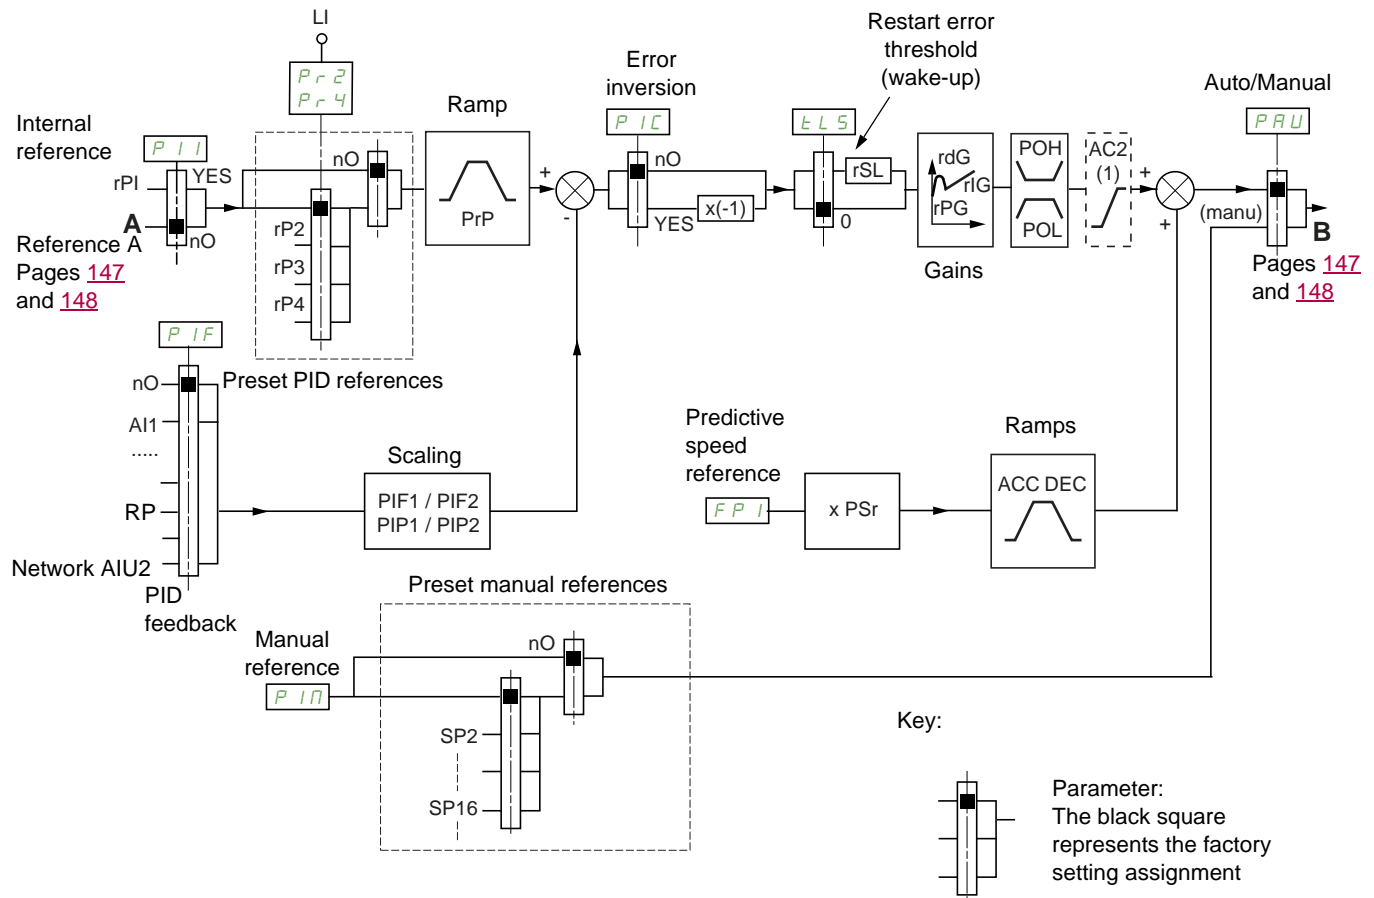 LI
Pr2
Pr4
Restart error
threshold
(wake-up)
Error
inversion
Auto/Manual
Ramp
Internal
reference
PII
PIC
tLS
PAU
nO
YES
rPI
nO
rSL
rdG
rIG
rPG
POH
POL
AC2
(1)
+
+
-
PrP
x(-1)
YES
0
(manu)
+
A
nO
B
Reference A
Pages 147
and 148
rP2
rP3
rP4
Gains
Pages 147
and 148
PIF
Preset PID references
nO
AI1
.....
RP
Network AIU2
PID
feedback
Scaling
PIF1 / PIF2
PIP1 / PIP2
Predictive
speed
reference
FPI
x PSr
Ramps
ACC DEC
Preset manual references
nO
Manual
reference
PIM
SP2
SP16
Key:
Parameter:
The black square
represents the factory
setting assignment